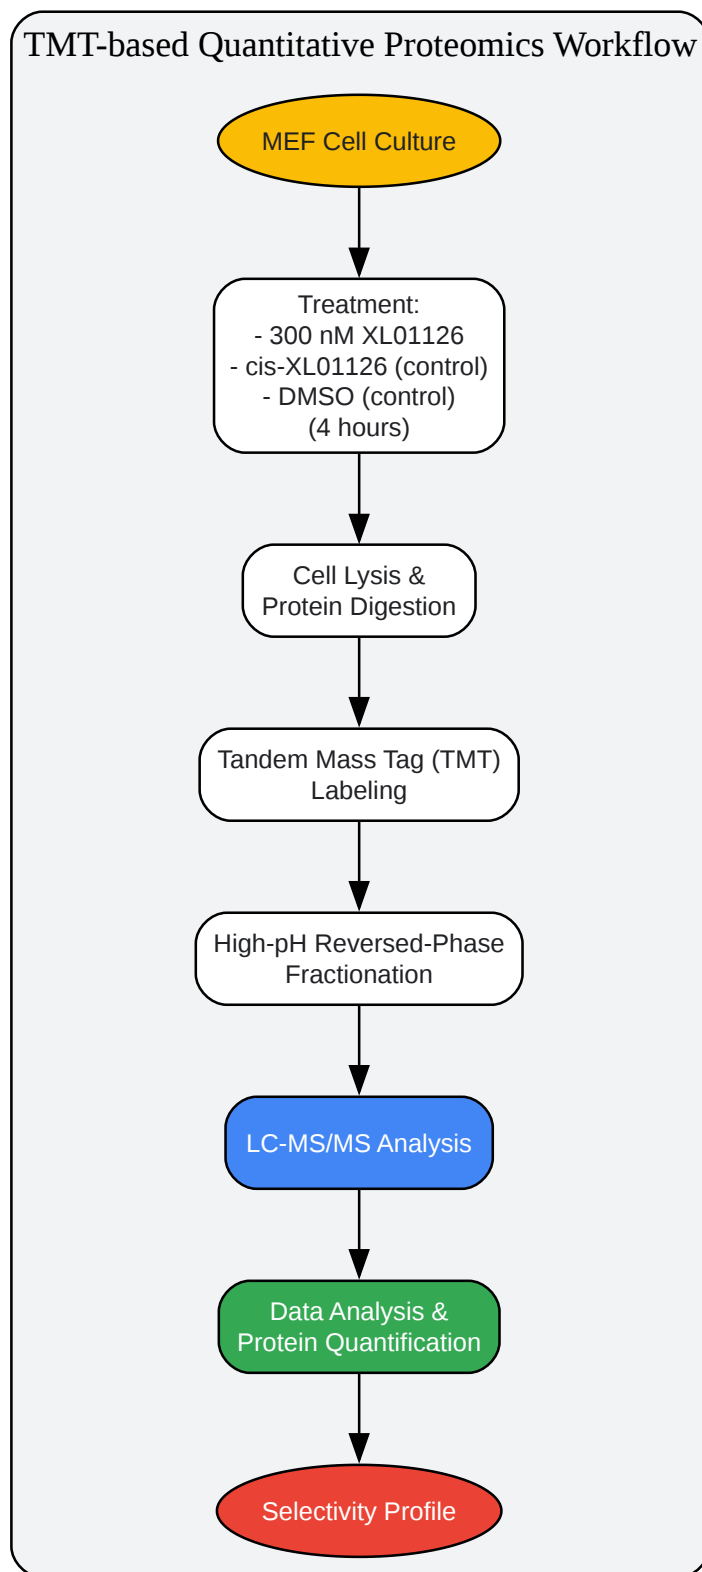 TMT-based Quantitative Proteomics Workflow
MEF Cell Culture
Treatment:
- 300 nM XL01126
- cis-XL01126 (control)
- DMSO (control)
(4 hours)
Cell Lysis &
Protein Digestion
Tandem Mass Tag (TMT)
Labeling
High-pH Reversed-Phase
Fractionation
LC-MS/MS Analysis
Data Analysis &
Protein Quantification
Selectivity Profile